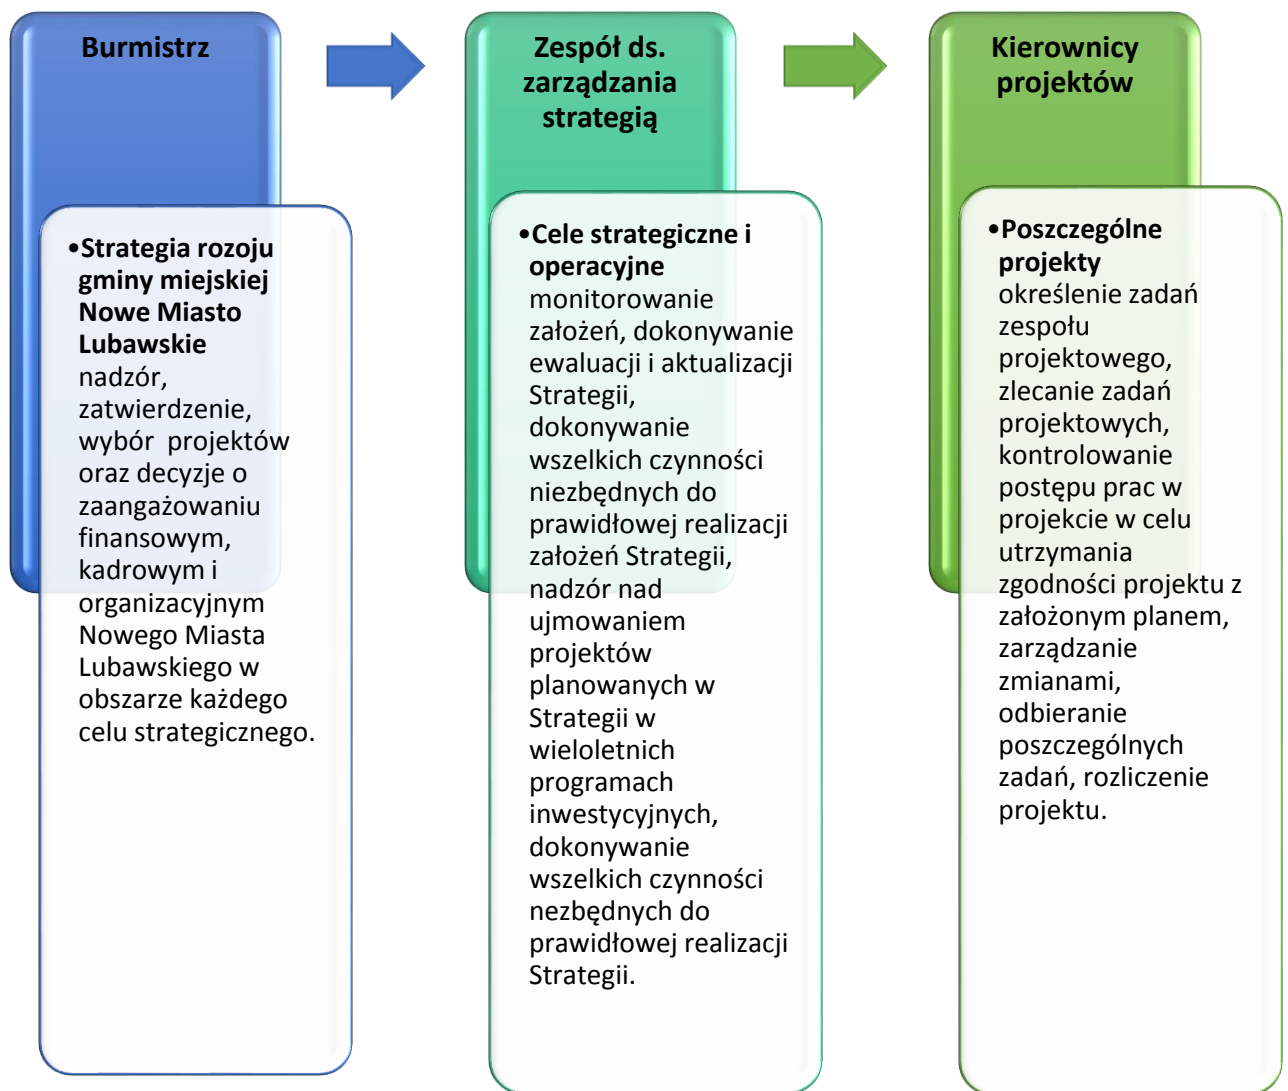 Burmistrz
•Strategia rozoju
gminy miejskiej
Nowe Miasto
Lubawskie
nadzór,
zatwierdzenie,
wybór  projektów
oraz decyzje o
zaangażowaniu
finansowym,
kadrowym i
organizacyjnym
Nowego Miasta
Lubawskiego w
obszarze każdego
celu strategicznego.
Zespół ds.
zarządzania
strategią
•Cele strategiczne i
operacyjne
monitorowanie
założeń, dokonywanie
ewaluacji i aktualizacji
Strategii,
dokonywanie
wszelkich czynności
niezbędnych do
prawidłowej realizacji
założeń Strategii,
nadzór nad
ujmowaniem
projektów
planowanych w
Strategii w
wieloletnich
programach
inwestycyjnych,
dokonywanie
wszelkich czynności
nezbędnych do
prawidłowej realizacji
Strategii.
Kierownicy
projektów
•Poszczególne
projekty
określenie zadań
zespołu
projektowego,
zlecanie zadań
projektowych,
kontrolowanie
postępu prac w
projekcie w celu
utrzymania
zgodności projektu z
założonym planem,
zarządzanie
zmianami,
odbieranie
poszczególnych
zadań, rozliczenie
projektu.